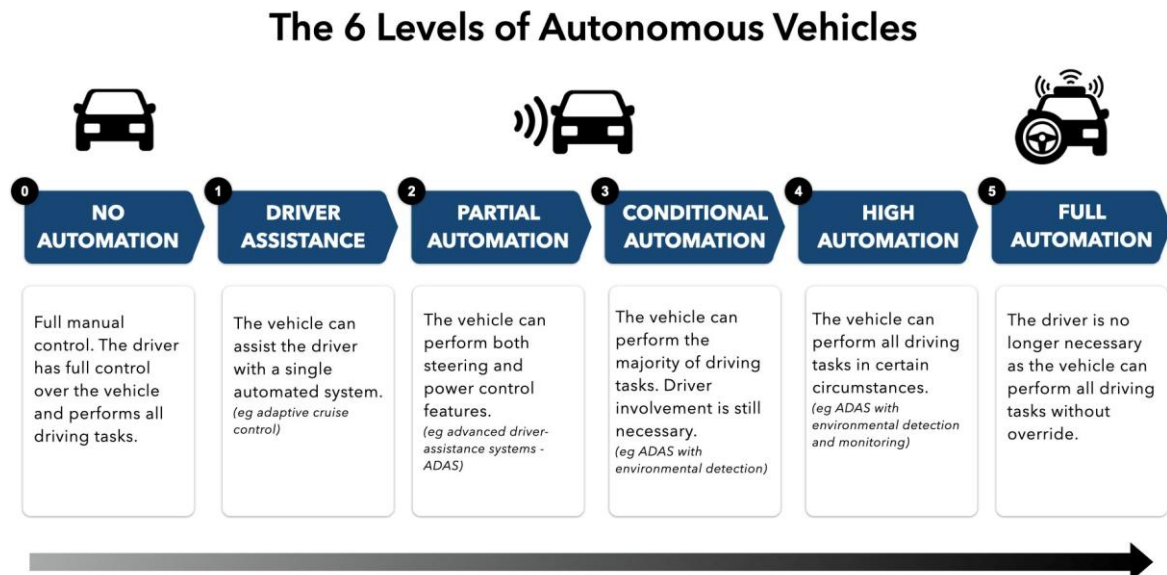 The 6 Levels of Autonomous Vehicles
0
NO
AUTOMATION
Full manual
control. The driver
has full control
over the vehicle
and performs all
driving tasks.
1
DRIVER
ASSISTANCE
The vehicle can
assist the driver
with a single
automated system.
(eg adaptive cruise
control)
2
PARTIAL
AUTOMATION
The vehicle can
perform both
steering and
power control
features.
(eg advanced driver-
assistance systems -
ADAS)
3
CONDITIONAL
AUTOMATION
The vehicle can
perform the
majority of driving
tasks. Driver
involvement is still
necessary.
(eg ADAS with
environmental detection)
4
HIGH
AUTOMATION
The vehicle can
perform all driving
tasks in certain
circumstances.
(eg ADAS with
environmental detection
and monitoring)
5
FULL
AUTOMATION
The driver is no
longer necessary
as the vehicle can
perform all driving
tasks without
override.